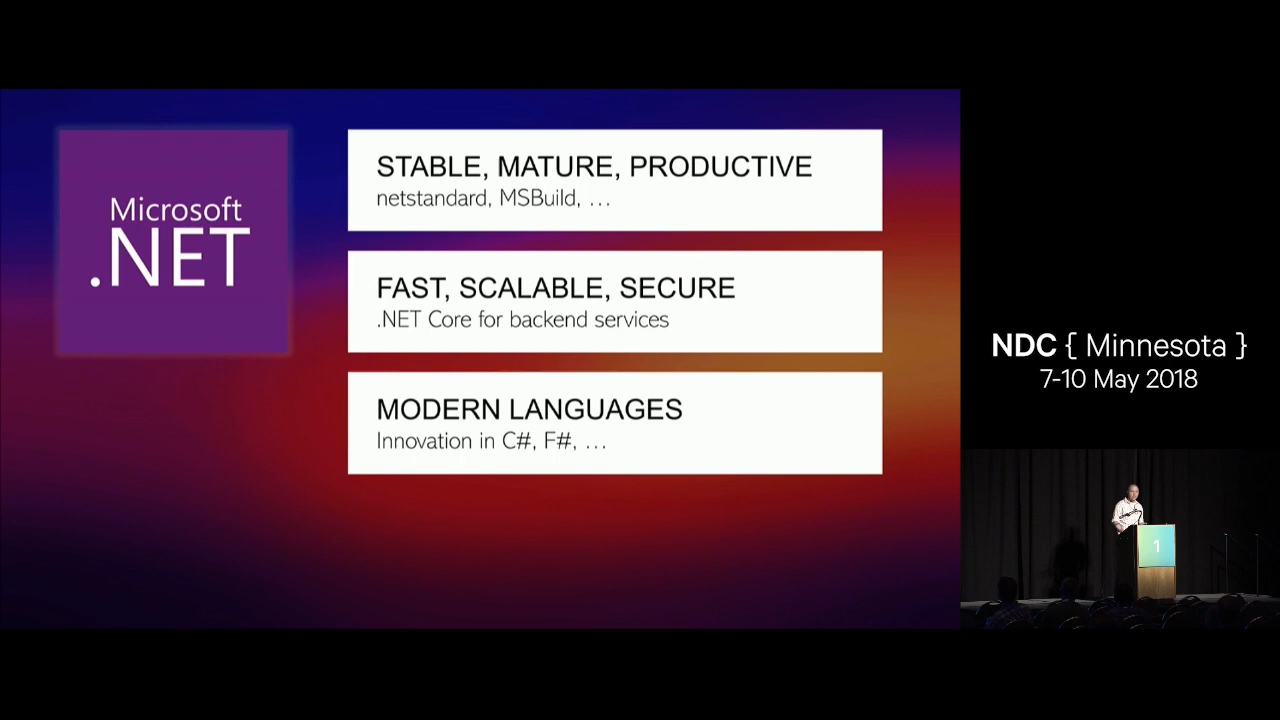 Microsoft
.NET
STABLE, MATURE, PRODUCTIVE
netstandard, MSBuild, ...
FAST, SCALABLE, SECURE
.NET Core for backend services
MODERN LANGUAGES
Innovation in C#, F#, ...
NDC { Minnesota }
7-10 May 2018
1